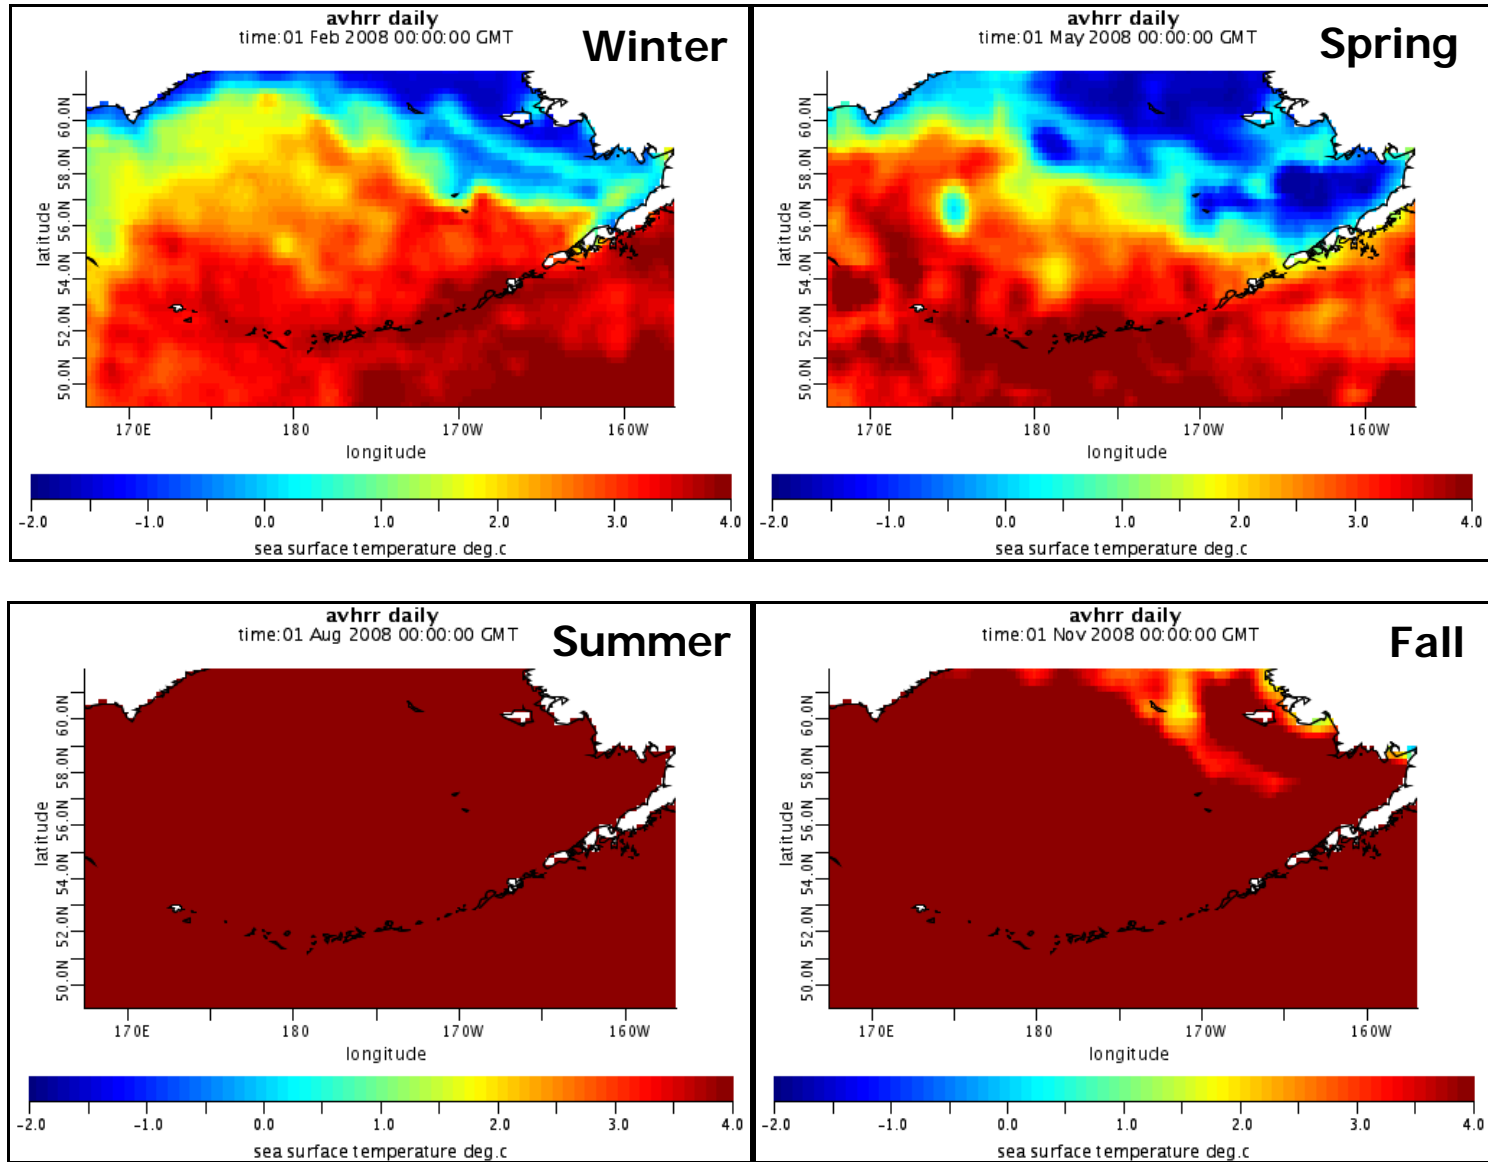 avhrr daily
time:01 Feb 2008 00:00:00 GMT
Winter
60.0N
58.0N
56.0N
54.0N
52.0N
50.0N
latitude
170E 180 170W 160W
longitude
-2.0 -1.0 0.0 1.0 2.0 3.0 4.0
sea surface temperature deg.c
avhrr daily
time:01 May 2008 00:00:00 GMT
Spring
60.0N
58.0N
56.0N
54.0N
52.0N
50.0N
latitude
170E 180 170W 160W
longitude
-2.0 -1.0 0.0 1.0 2.0 3.0 4.0
sea surface temperature deg.c
avhrr daily
time:01 Aug 2008 00:00:00 GMT
Summer
60.0N
58.0N
56.0N
54.0N
52.0N
50.0N
latitude
170E 180 170W 160W
longitude
-2.0 -1.0 0.0 1.0 2.0 3.0 4.0
sea surface temperature deg.c
avhrr daily
time:01 Nov 2008 00:00:00 GMT
Fall
60.0N
58.0N
56.0N
54.0N
52.0N
50.0N
latitude
170E 180 170W 160W
longitude
-2.0 -1.0 0.0 1.0 2.0 3.0 4.0
sea surface temperature deg.c